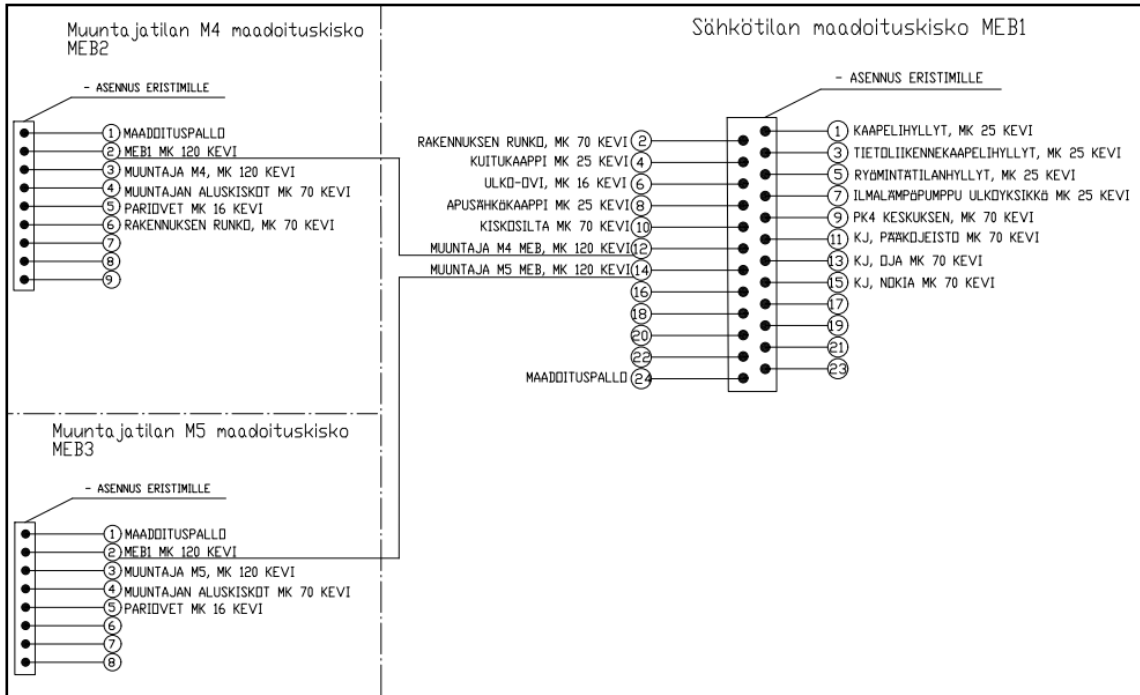 Muuntajatilan M4 maadoituskisko
MEB2
- ASENNUS ERISTIMILLE
1 MAADOITUSPALLO
2 MEB1 MK 120 KEVI
3 MUUNTAJA M4, MK 120 KEVI
4 MUUNTAJAN ALUSKISKOT MK 70 KEVI
5 PARIOVET MK 16 KEVI
6 RAKENNUKSEN RUNKO, MK 70 KEVI
7
8
9
Muuntajatilan M5 maadoituskisko
MEB3
- ASENNUS ERISTIMILLE
1 MAADOITUSPALLO
2 MEB1 MK 120 KEVI
3 MUUNTAJA M5, MK 120 KEVI
4 MUUNTAJAN ALUSKISKOT MK 70 KEVI
5 PARIOVET MK 16 KEVI
6
7
8
Sähkötilan maadoituskisko MEB1
- ASENNUS ERISTIMILLE
RAKENNUKSEN RUNKO, MK 70 KEVI 2
KUITUKAAPPI MK 25 KEVI 4
ULKO-OVI, MK 16 KEVI 6
APUSÄHKÖKAAPPI MK 25 KEVI 8
KISKOSILTA MK 70 KEVI 10
MUUNTAJA M4 MEB, MK 120 KEVI 12
MUUNTAJA M5 MEB, MK 120 KEVI 14
16
18
20
22
MAADOITUSPALLO 24
1 KAAPELIHYLLYT, MK 25 KEVI
3 TIETOLIIKENNEKAAPELIHYLLYT, MK 25 KEVI
5 RYÖMINTÄTILANHYLLYT, MK 25 KEVI
7 ILMALÄMPÖPUMPPU ULKOYKSIKKÖ MK 25 KEVI
9 PK4 KESKUKSEN, MK 70 KEVI
11 KJ, PÄÄKOJEISTO MK 70 KEVI
13 KJ, OJA MK 70 KEVI
15 KJ, NOKIA MK 70 KEVI
17
19
21
23